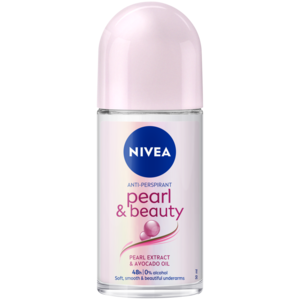 NIVEA
ANTI-PERSPIRANT
pearl
& beauty
PEARL EXTRACT
& AVOCADO OIL
48h | 0% alcohol
Soft, smooth & beautiful underarms